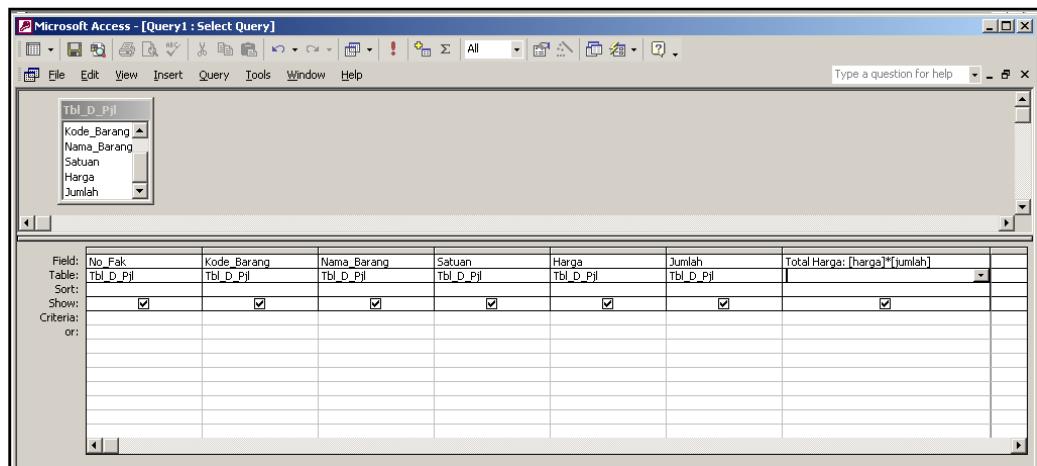 Microsoft Access - [Query1 : Select Query]
All
File Edit View Insert Query Tools Window Help Type a question for help
Tbl_D_Pjl
Kode_Barang
Nama_Barang
Satuan
Harga
Jumlah
Field: No_Fak Kode_Barang Nama_Barang Satuan Harga Jumlah Total Harga: [harga]*[jumlah]
Table: Tbl_D_Pjl Tbl_D_Pjl Tbl_D_Pjl Tbl_D_Pjl Tbl_D_Pjl Tbl_D_Pjl
Sort:
Show:
Criteria:
or: